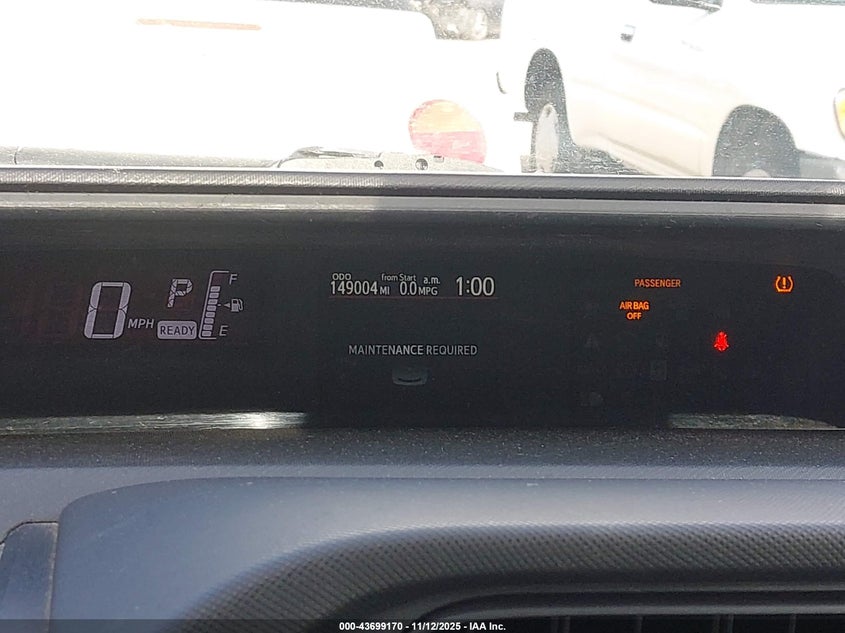 0 MPH
P
READY
F
E
ODO from Start a.m.
149004 MI 0.0 MPG 1:00
MAINTENANCE REQUIRED
PASSENGER
AIR BAG
OFF
000-43699170 - 11/12/2025 - IAA Inc.